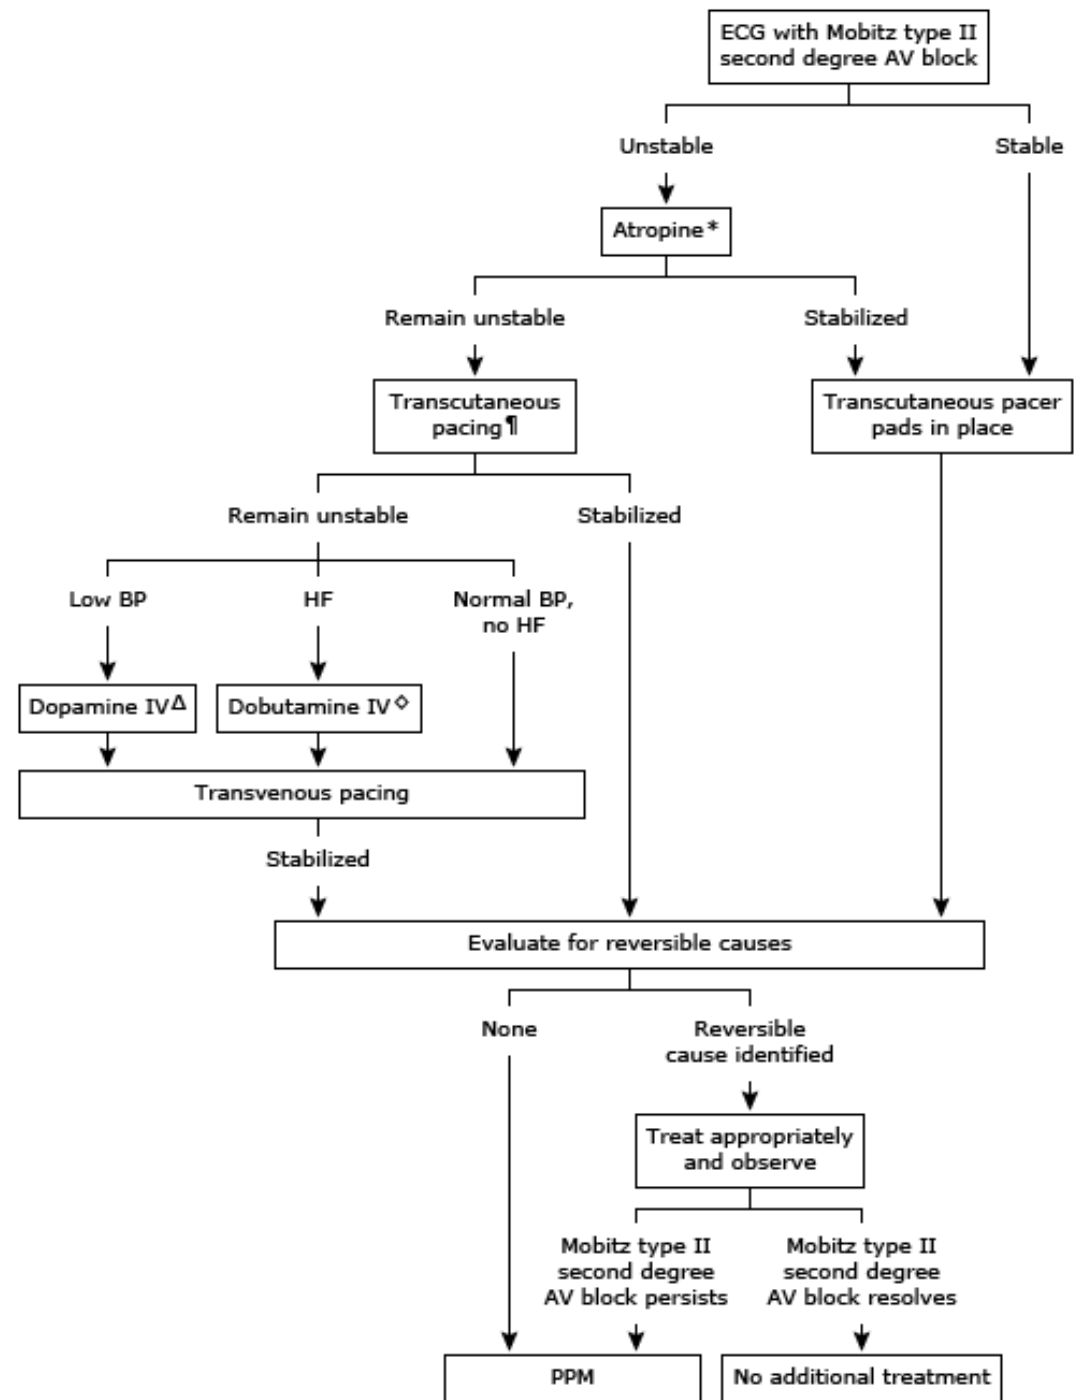 ECG with Mobitz type II
second degree AV block
Unstable
Stable
Atropine*
Remain unstable
Stabilized
Transcutaneous
pacing¶
Transcutaneous pacer
pads in place
Remain unstable
Stabilized
Low BP
HF
Normal BP,
no HF
Dopamine IVΔ
Dobutamine IV◇
Transvenous pacing
Stabilized
Evaluate for reversible causes
None
Reversible
cause identified
Treat appropriately
and observe
Mobitz type II
second degree
AV block persists
Mobitz type II
second degree
AV block resolves
PPM
No additional treatment